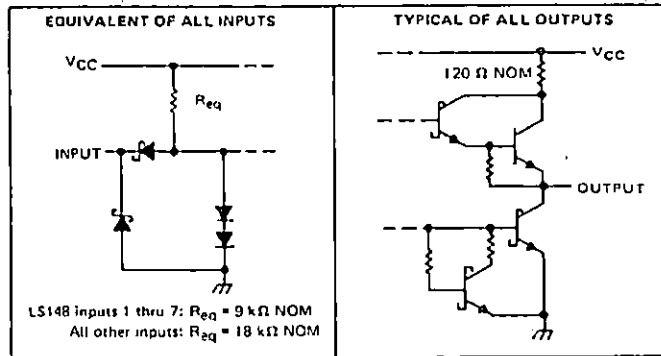 EQUIVALENT OF ALL INPUTS
VCC
Req
INPUT
LS148 inputs 1 thru 7: Req = 9 kΩ NOM
All other inputs: Req = 18 kΩ NOM
TYPICAL OF ALL OUTPUTS
VCC
120 Ω NOM
OUTPUT